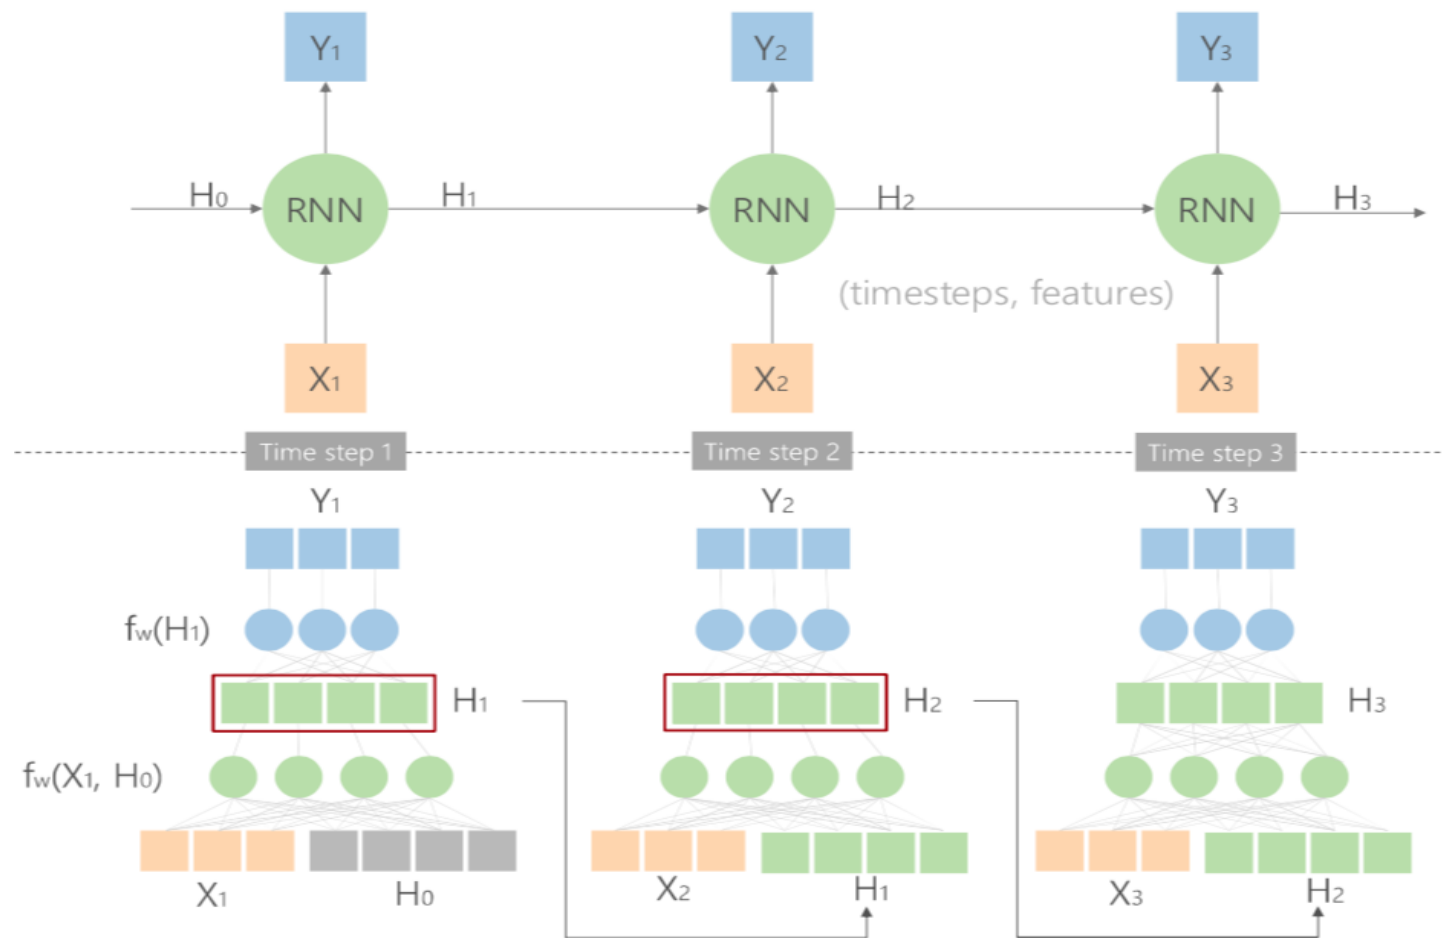 Y₁ Y₂ Y₃
H₀ RNN H₁ RNN H₂ RNN H₃
(timesteps, features)
X₁ X₂ X₃
Time step 1 Time step 2 Time step 3
Y₁ Y₂ Y₃
fw(H₁)
H₁ H₂ H₃
fw(X₁, H₀)
X₁ H₀ X₂ H₁ X₃ H₂